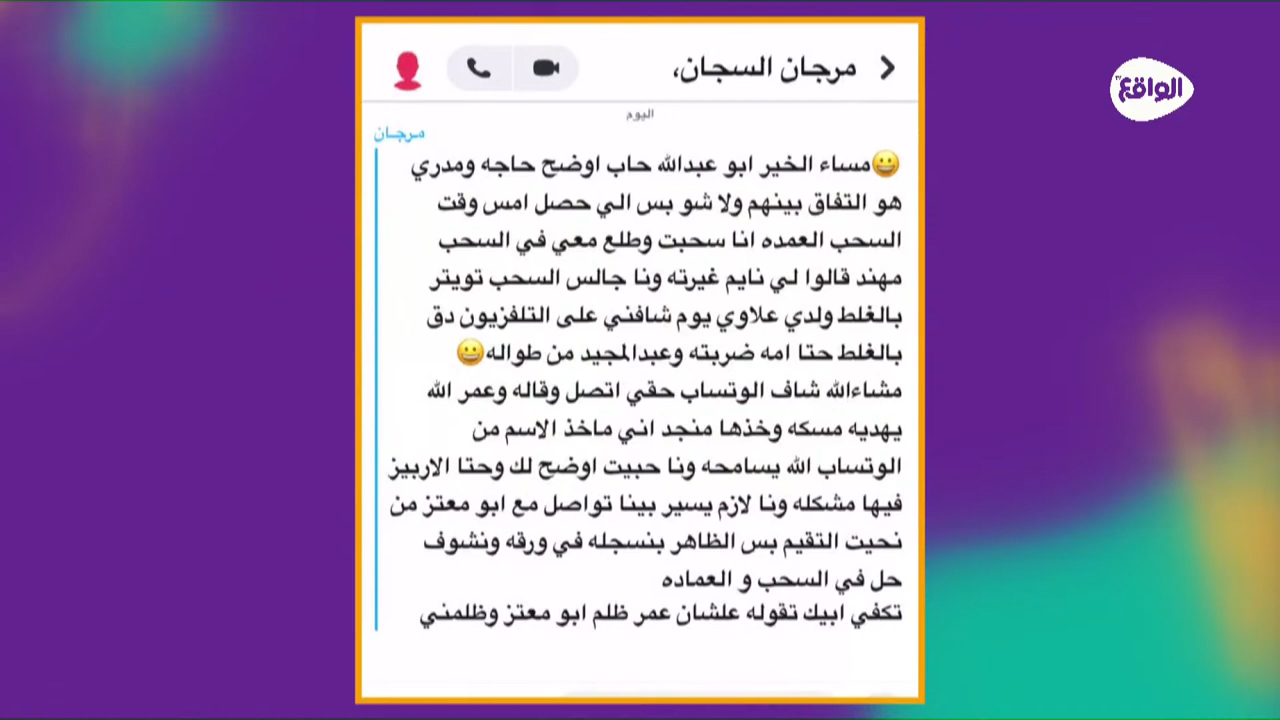 مرجان السجان،
الواقع TV
اليوم
مرجـان
😀مساء الخير ابو عبدالله حاب اوضح حاجه ومدري
هو التفاق بينهم ولا شو بس الي حصل امس وقت
السحب العمده انا سحبت وطلع معي في السحب
مهند قالوا لي نايم غيرته ونا جالس السحب تويتر
بالغلط ولدي علاوي يوم شافني على التلفزيون دق
بالغلط حتا امه ضربته وعبدالمجيد من طواله😀
مشاءالله شاف الوتساب حقي اتصل وقاله وعمر الله
يهديه مسكه وخذها منجد اني ماخذ الاسم من
الوتساب الله يسامحه ونا حبيت اوضح لك وحتا الاربيز
فيها مشكله ونا لازم يسير بينا تواصل مع ابو معتز من
نحيت التقيم بس الظاهر بنسجله في ورقه ونشوف
حل في السحب و العماده
تكفي ابيك تقوله علشان عمر ظلم ابو معتز وظلمني